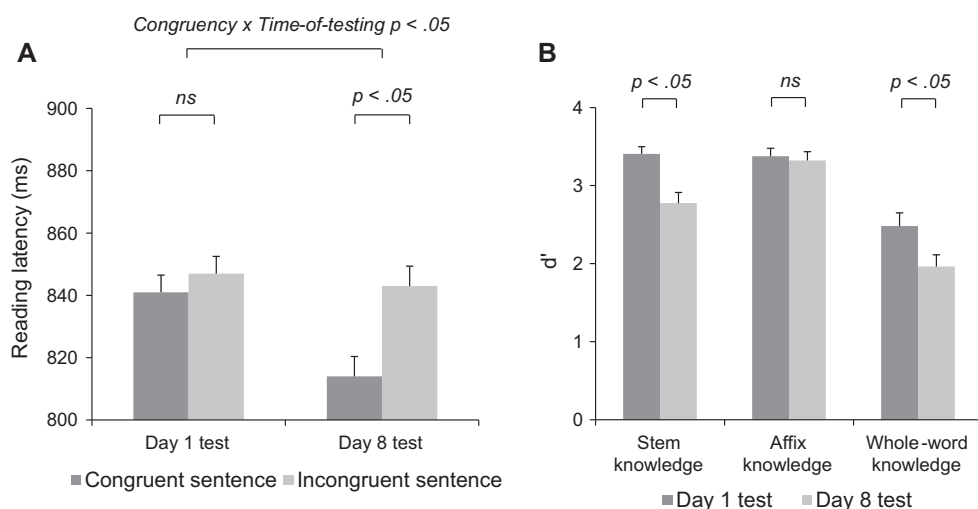 Congruency x Time-of-testing p < .05
A
ns
p < .05
900
880
860
840
820
800
Reading latency (ms)
Day 1 test
Day 8 test
Congruent sentence
Incongruent sentence
B
p < .05
ns
p < .05
4
3
2
1
0
d'
Stem
knowledge
Affix
knowledge
Whole-word
knowledge
Day 1 test
Day 8 test